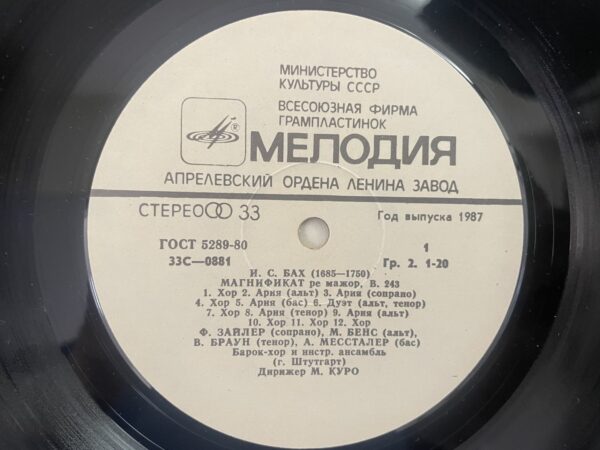 МИНИСТЕРСТВО
КУЛЬТУРЫ СССР
ВСЕСОЮЗНАЯ ФИРМА
ГРАМПЛАСТИНОК
МЕЛОДИЯ
АПРЕЛЕВСКИЙ ОРДЕНА ЛЕНИНА ЗАВОД
СТЕРЕО 33
Год выпуска 1987
ГОСТ 5289-80
1
33С—0881
Гр. 2. 1-20
И. С. БАХ (1685—1750)
МАГНИФИКАТ ре мажор, В. 243
1. Хор 2. Ария (альт) 3. Ария (сопрано)
4. Хор 5. Ария (бас) 6. Дуэт (альт, тенор)
7. Хор 8. Ария (тенор) 9. Ария (альт)
10. Хор 11. Хор 12. Хор
Ф. ЗАЙЛЕР (сопрано), М. БЕНС (альт),
В. БРАУН (тенор), А. МЕССТАЛЕР (бас)
Барок-хор и инстр. ансамбль
(г. Штутгарт)
Дирижер М. КУРО